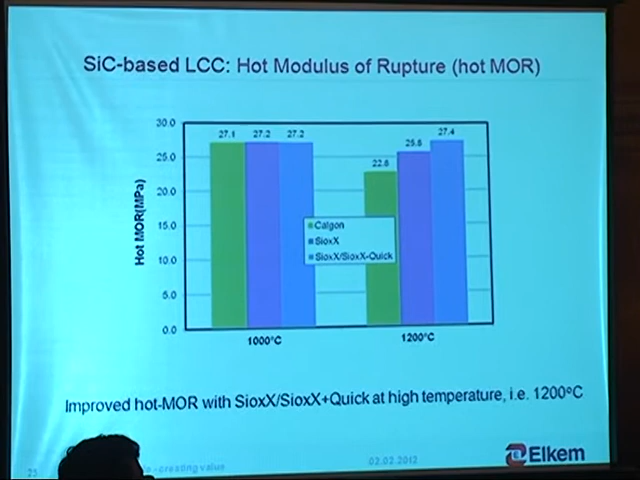 SiC-based LCC: Hot Modulus of Rupture (hot MOR)
30.0
25.0
20.0
15.0
10.0
5.0
0.0
Hot MOR(MPa)
27.1 27.2 27.2
22.8 25.8 27.4
Calgon
SioxX
SioxX/SioxX-Quick
1000°C 1200°C
Improved hot-MOR with SioxX/SioxX+Quick at high temperature, i.e. 1200ºC
- creating value
02.02.2012
Elkem